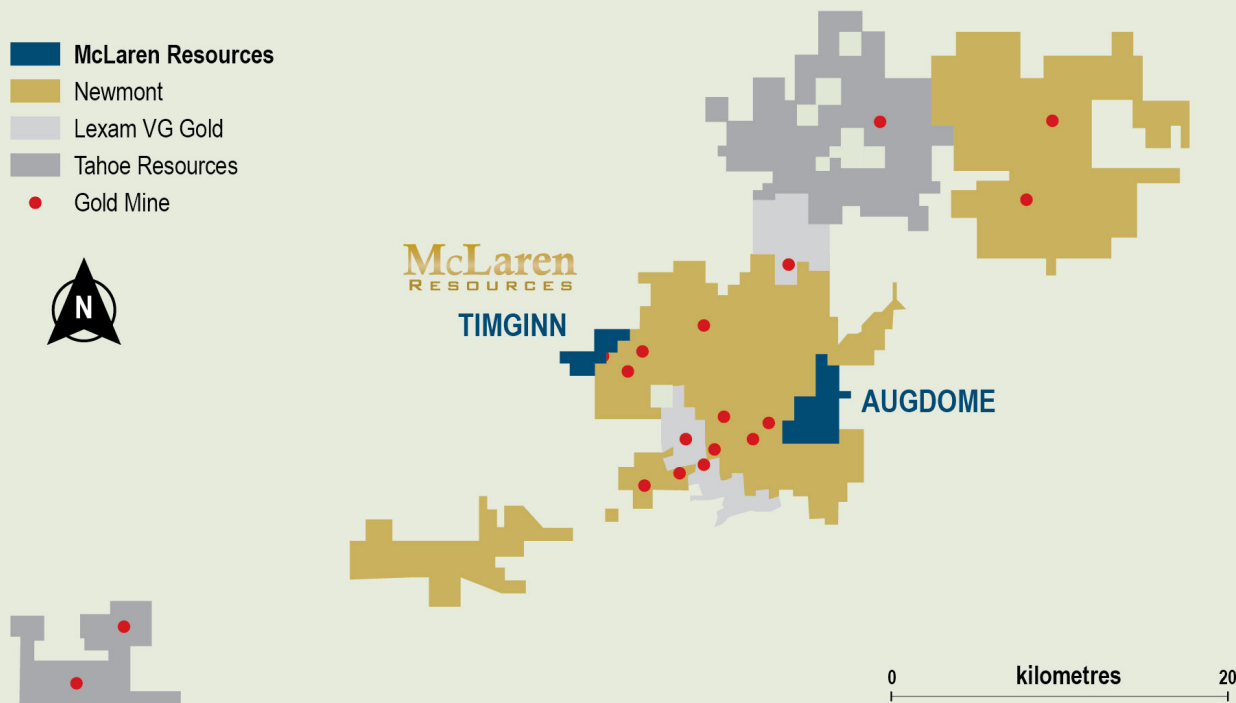 McLaren Resources
Newmont
Lexam VG Gold
Tahoe Resources
Gold Mine
N
McLaren
RESOURCES
TIMGINN
AUGDOME
0 kilometres 20